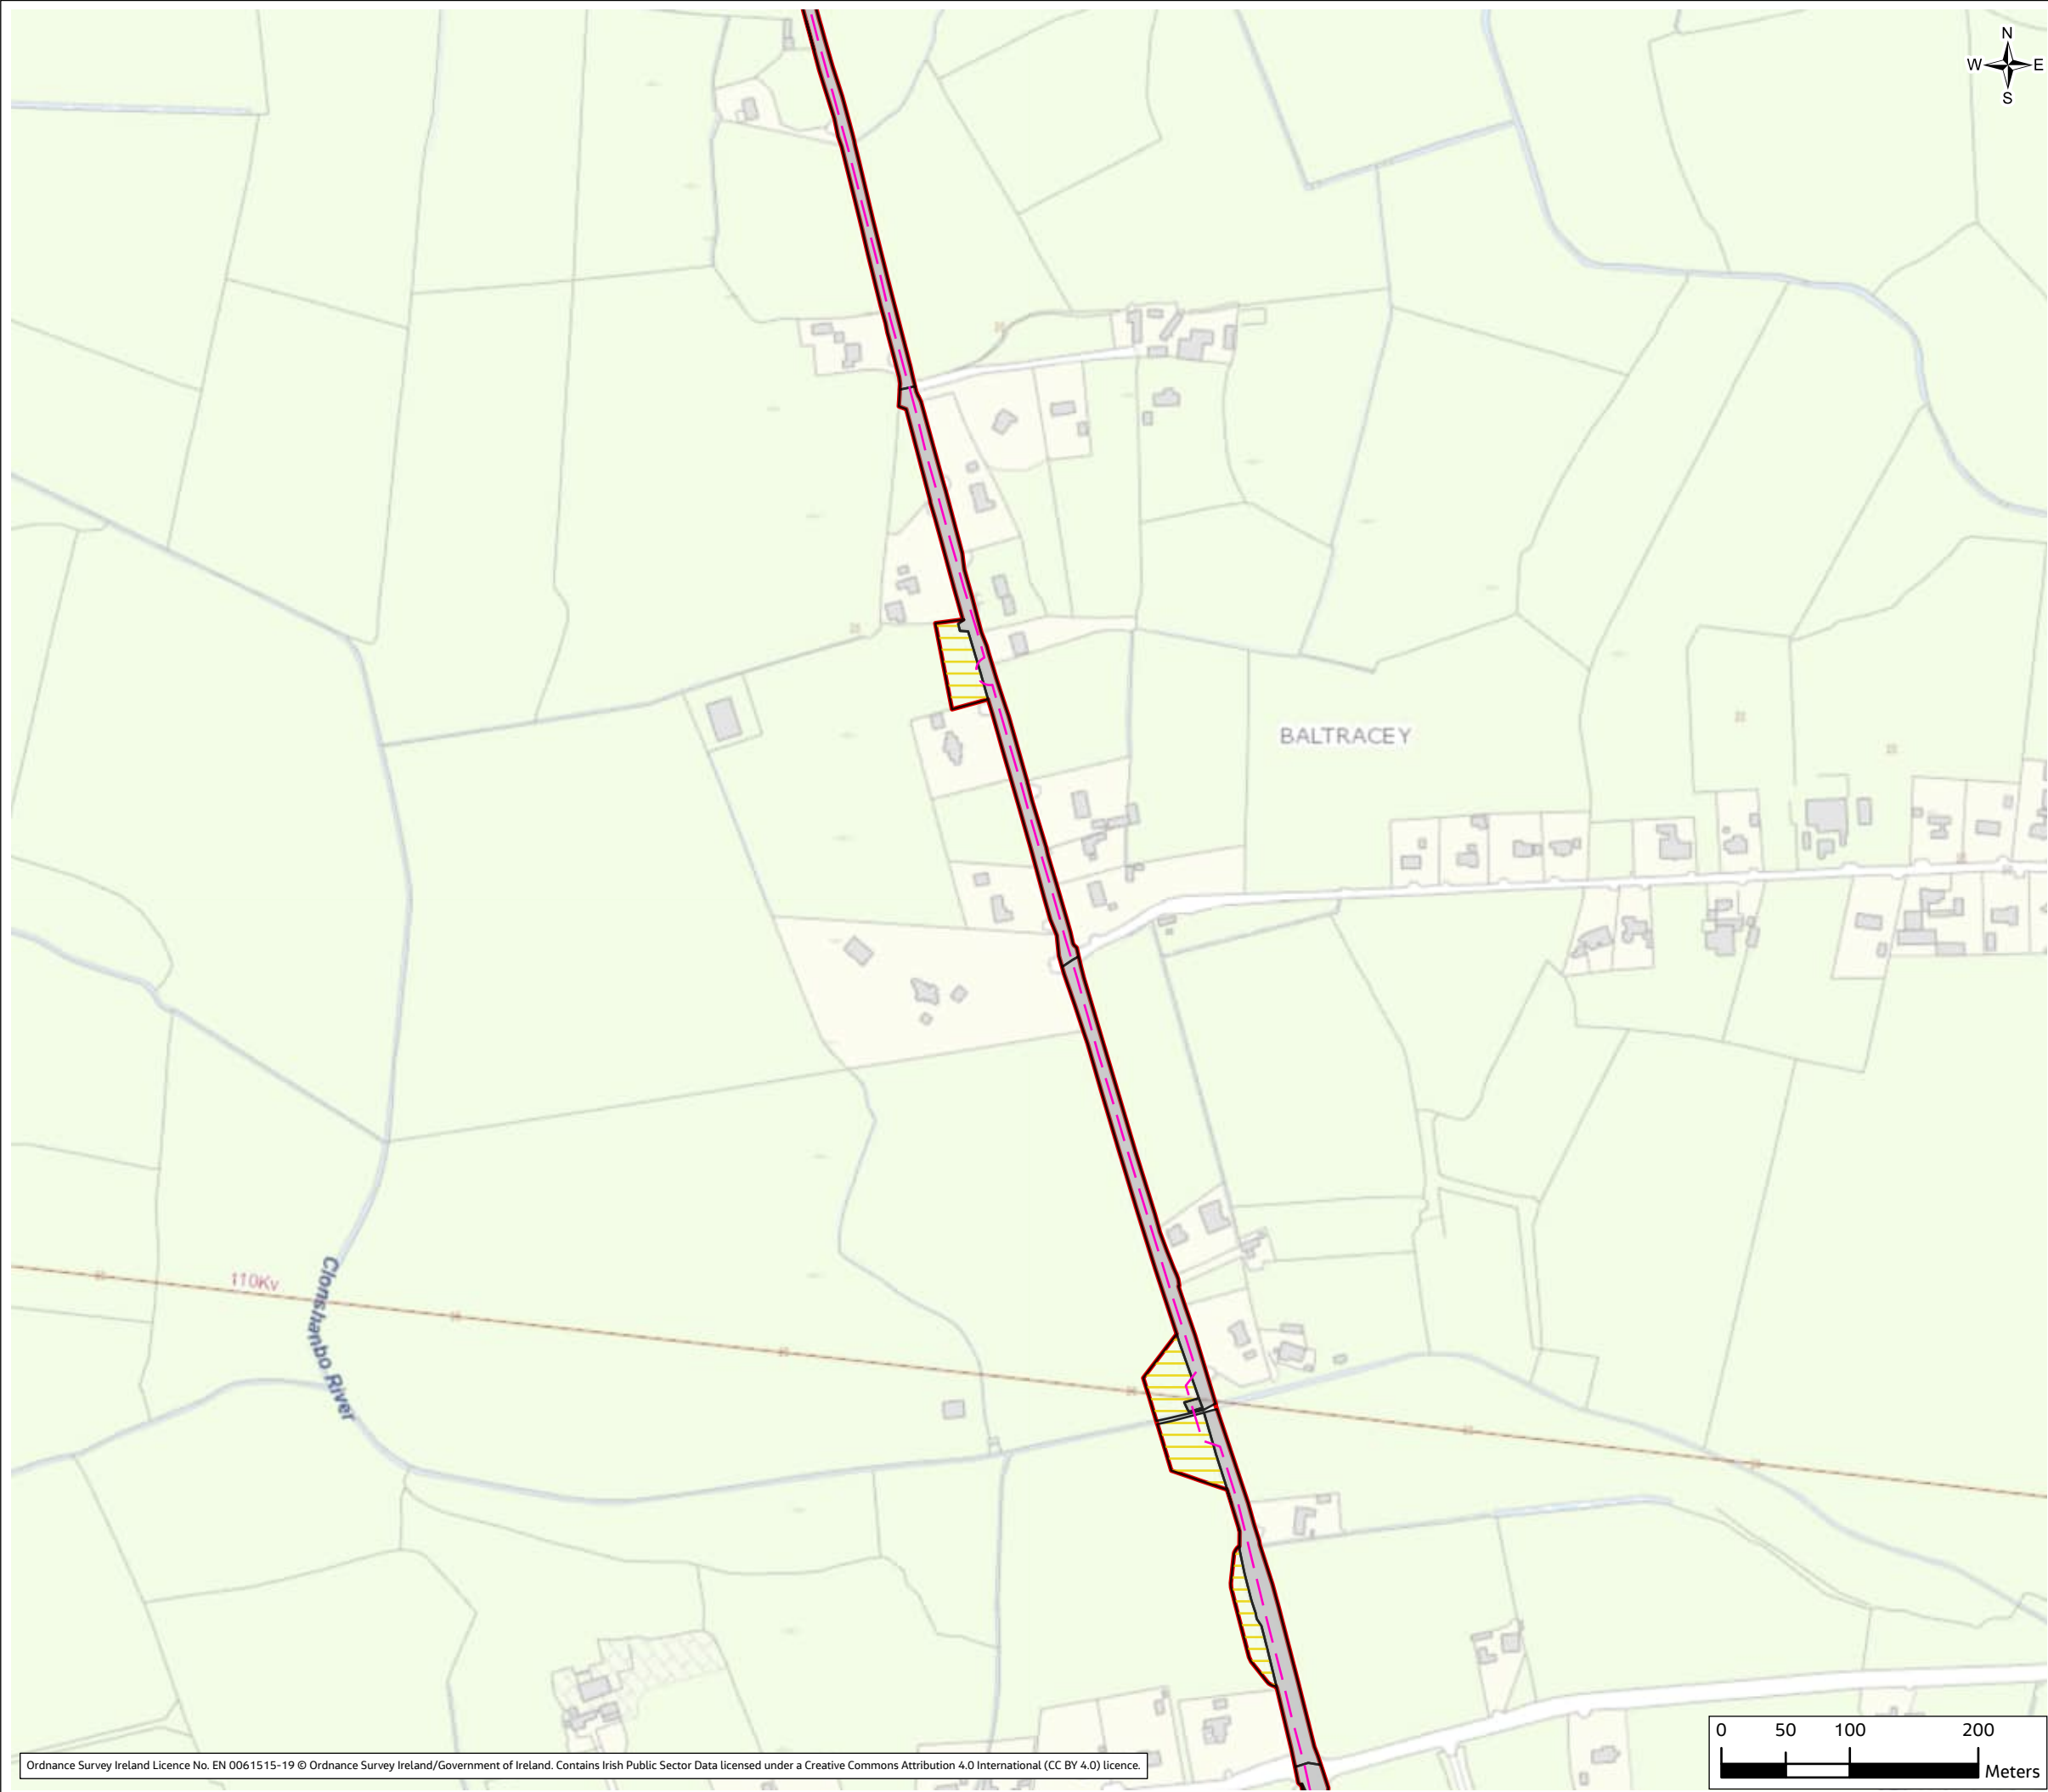 N
W E
S
BALTRACEY
110Kv
Clonshanbo River
0 50 100 200
Meters
Ordnance Survey Ireland Licence No. EN 0061515-19 © Ordnance Survey Ireland/Government of Ireland. Contains Irish Public Sector Data licensed under a Creative Commons Attribution 4.0 International (CC BY 4.0) licence.